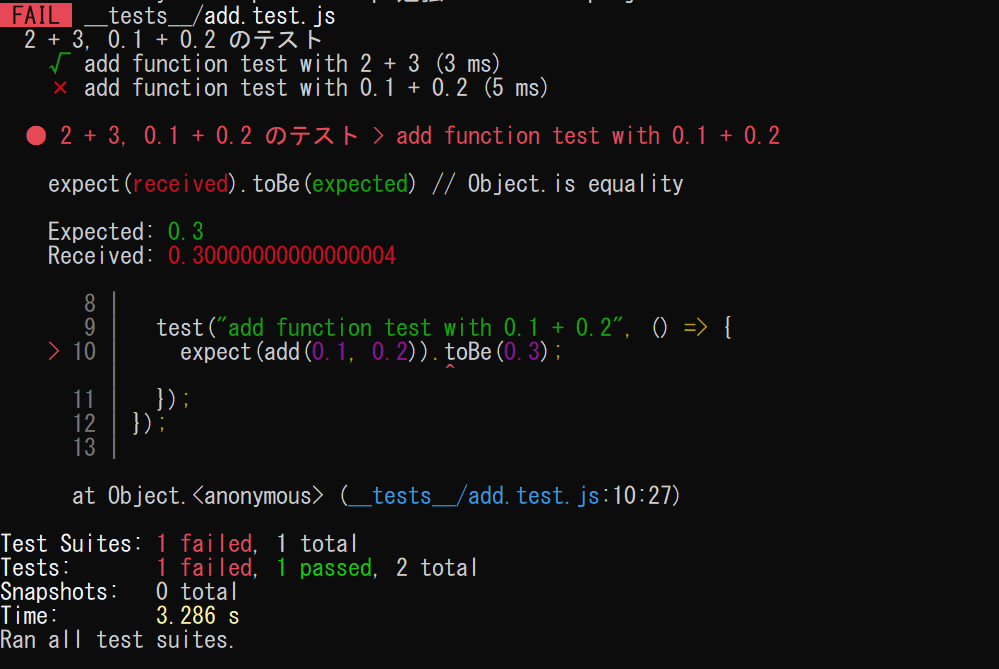 FAIL __tests__/add.test.js
2 + 3, 0.1 + 0.2 のテスト
√ add function test with 2 + 3 (3 ms)
× add function test with 0.1 + 0.2 (5 ms)
● 2 + 3, 0.1 + 0.2 のテスト > add function test with 0.1 + 0.2
expect(received).toBe(expected) // Object.is equality
Expected: 0.3
Received: 0.30000000000000004
8 |
9 | test("add function test with 0.1 + 0.2", () => {
> 10 | expect(add(0.1, 0.2)).toBe(0.3);
| ^
11 | });
12 | });
13 |
at Object.<anonymous> (__tests__/add.test.js:10:27)
Test Suites: 1 failed, 1 total
Tests: 1 failed, 1 passed, 2 total
Snapshots: 0 total
Time: 3.286 s
Ran all test suites.